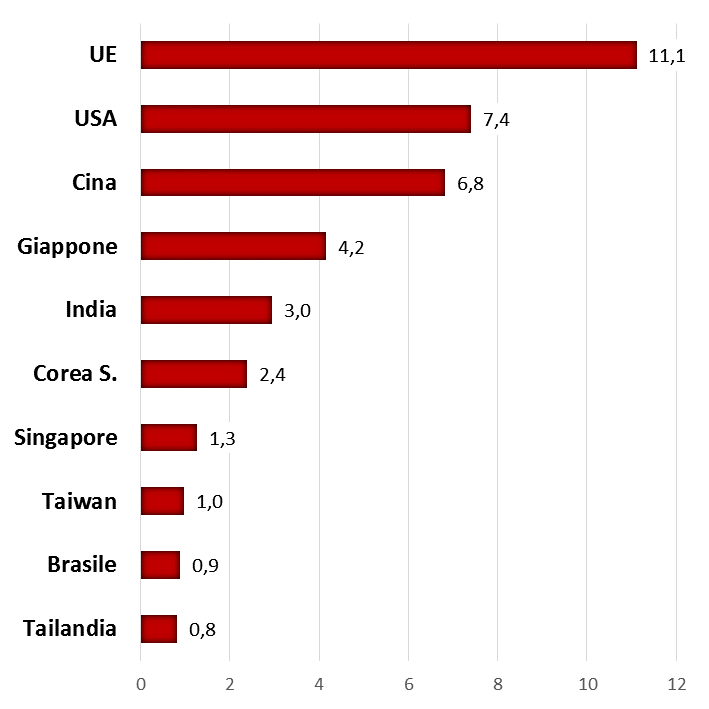 UE 11,1
USA 7,4
Cina 6,8
Giappone 4,2
India 3,0
Corea S. 2,4
Singapore 1,3
Taiwan 1,0
Brasile 0,9
Tailandia 0,8
0 2 4 6 8 10 12